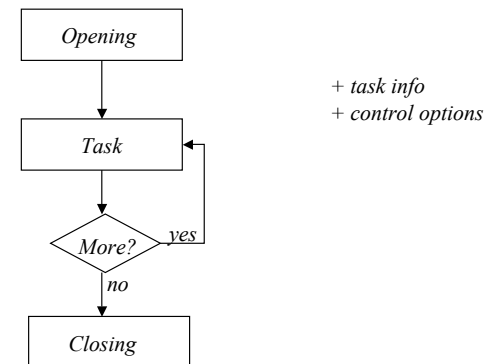 Opening
+ task info
+ control options
Task
More?
yes
no
Closing